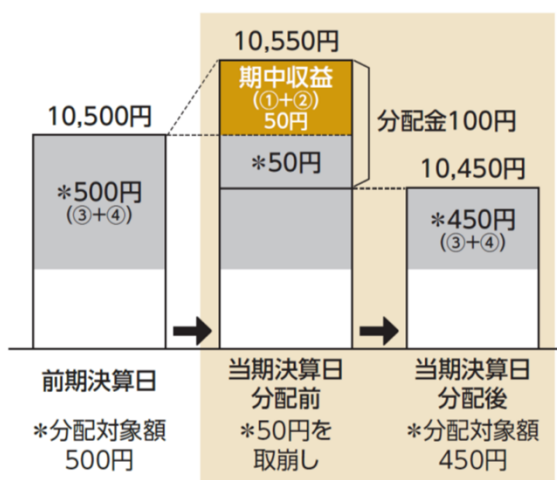 10,550円
期中収益
(①+②)
50円
分配金100円
10,500円
*50円
10,450円
*500円
(③+④)
*450円
(③+④)
前期決算日
当期決算日
分配前
当期決算日
分配後
*分配対象額
500円
*50円を
取崩し
*分配対象額
450円